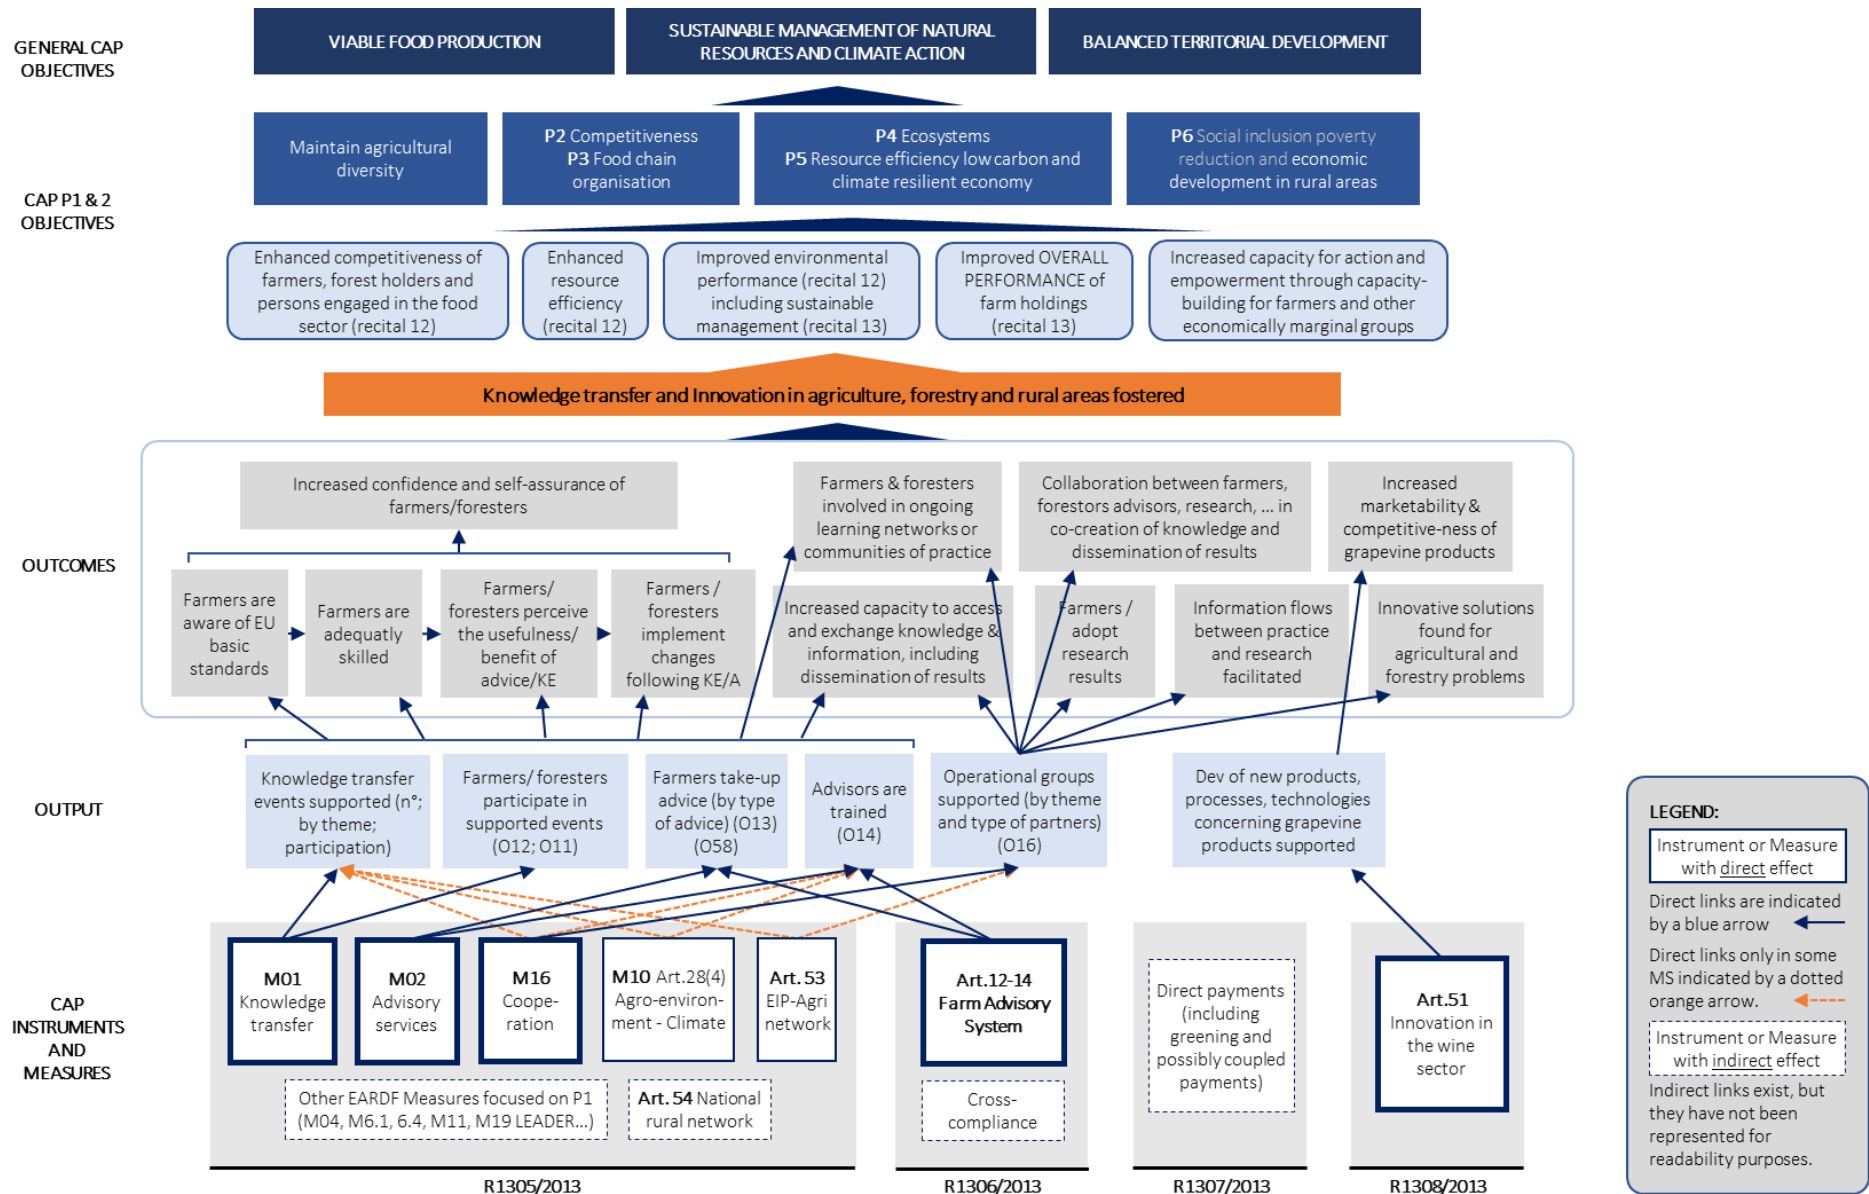 GENERAL CAP
OBJECTIVES
VIABLE FOOD PRODUCTION
SUSTAINABLE MANAGEMENT OF NATURAL
RESOURCES AND CLIMATE ACTION
BALANCED TERRITORIAL DEVELOPMENT
CAP P1 & 2
OBJECTIVES
Maintain agricultural
diversity
P2 Competitiveness
P3 Food chain
organisation
P4 Ecosystems
P5 Resource efficiency low carbon and
climate resilient economy
P6 Social inclusion poverty
reduction and economic
development in rural areas
Enhanced competitiveness of
farmers, forest holders and
persons engaged in the food
sector (recital 12)
Enhanced
resource
efficiency
(recital 12)
Improved environmental
performance (recital 12)
including sustainable
management (recital 13)
Improved OVERALL
PERFORMANCE of
farm holdings
(recital 13)
Increased capacity for action and
empowerment through capacity-
building for farmers and other
economically marginal groups
Knowledge transfer and Innovation in agriculture, forestry and rural areas fostered
OUTCOMES
Increased confidence and self-assurance of
farmers/foresters
Farmers & foresters
involved in ongoing
learning networks or
communities of practice
Collaboration between farmers,
forestors advisors, research, ... in
co-creation of knowledge and
dissemination of results
Increased
marketability &
competitive-ness of
grapevine products
Farmers are
aware of EU
basic
standards
Farmers are
adequatly
skilled
Farmers/
foresters perceive
the usefulness/
benefit of
advice/KE
Farmers /
foresters
implement
changes
following KE/A
Increased capacity to access
and exchange knowledge &
information, including
dissemination of results
Farmers /
adopt
research
results
Information flows
between practice
and research
facilitated
Innovative solutions
found for
agricultural and
forestry problems
OUTPUT
Knowledge transfer
events supported (n°;
by theme;
participation)
Farmers/ foresters
participate in
supported events
(O12; O11)
Farmers take-up
advice (by type
of advice) (O13)
(O58)
Advisors are
trained
(O14)
Operational groups
supported (by theme
and type of partners)
(O16)
Dev of new products,
processes, technologies
concerning grapevine
products supported
CAP
INSTRUMENTS
AND
MEASURES
M01
Knowledge
transfer
M02
Advisory
services
M16
Coope-
ration
M10 Art.28(4)
Agro-environ-
ment - Climate
Art. 53
EIP-Agri
network
Other EARDF Measures focused on P1
(M04, M6.1, 6.4, M11, M19 LEADER...)
Art. 54 National
rural network
Art.12-14
Farm Advisory
System
Cross-
compliance
Direct payments
(including
greening and
possibly coupled
payments)
Art.51
Innovation in
the wine
sector
R1305/2013
R1306/2013
R1307/2013
R1308/2013
LEGEND:
Instrument or Measure
with direct effect
Direct links are indicated
by a blue arrow
Direct links only in some
MS indicated by a dotted
orange arrow.
Instrument or Measure
with indirect effect
Indirect links exist, but
they have not been
represented for
readability purposes.